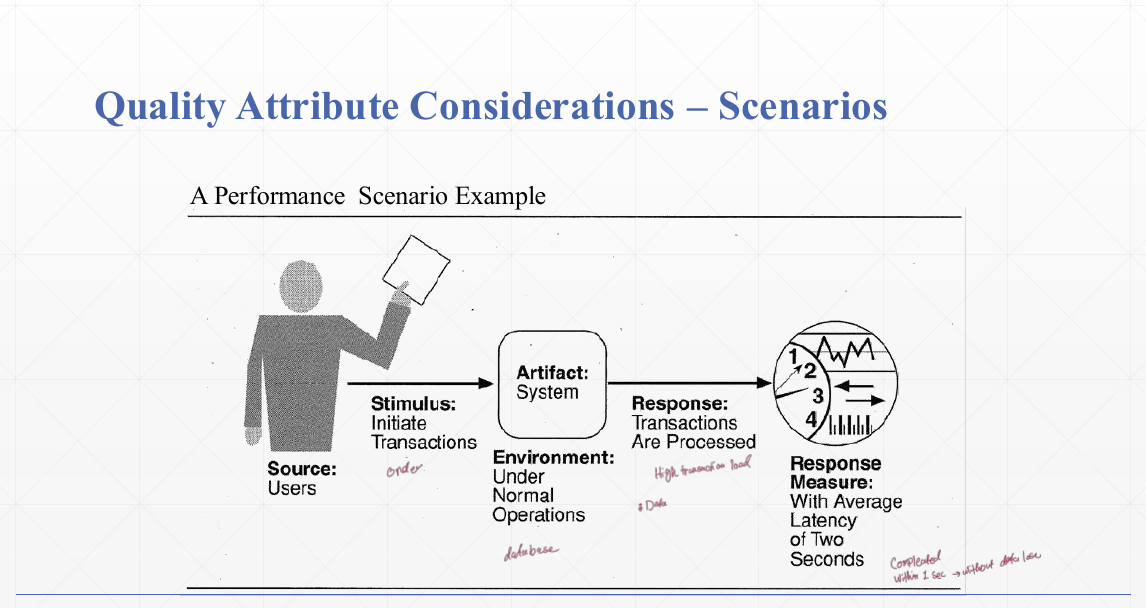 Quality Attribute Considerations – Scenarios
A Performance Scenario Example
Source:
Users
Stimulus:
Initiate
Transactions
order
Artifact:
System
Environment:
Under
Normal
Operations
database
Response:
Transactions
Are Processed
High transaction load
Data
1
2
3
4
Response
Measure:
With Average
Latency
of Two
Seconds
Compleated
within 1 sec → without data loss